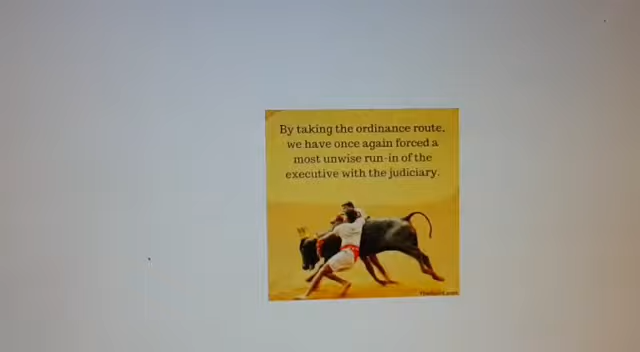 By taking the ordinance route,
we have once again forced a
most unwise run-in of the
executive with the judiciary.